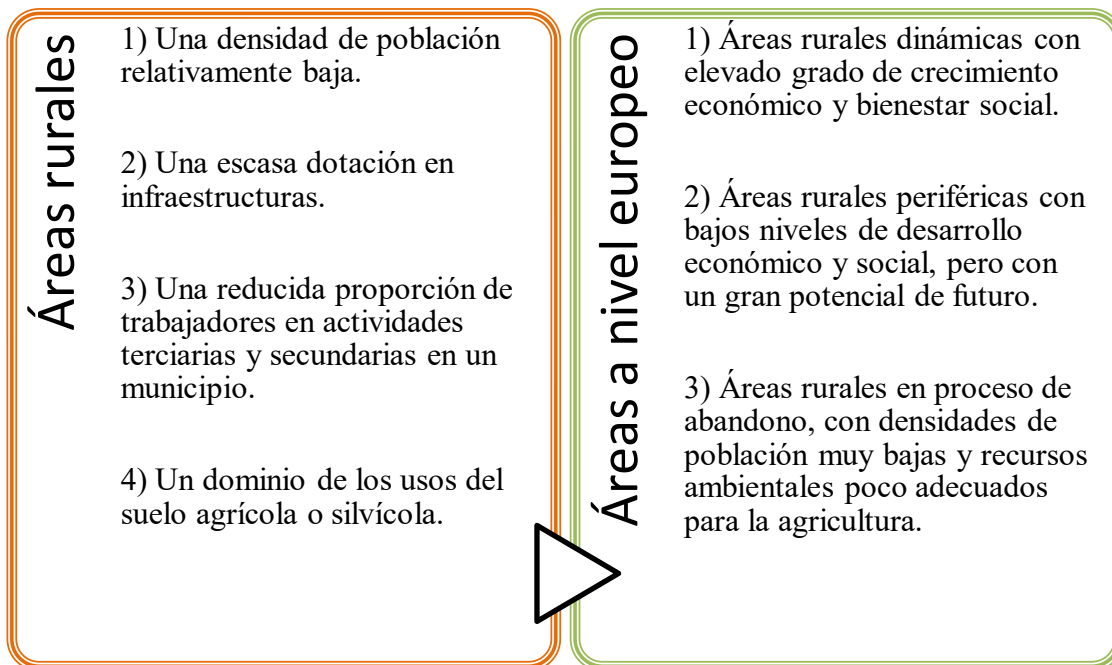 Áreas rurales
1) Una densidad de población
relativamente baja.
2) Una escasa dotación en
infraestructuras.
3) Una reducida proporción de
trabajadores en actividades
terciarias y secundarias en un
municipio.
4) Un dominio de los usos del
suelo agrícola o silvícola.
Áreas a nivel europeo
1) Áreas rurales dinámicas con
elevado grado de crecimiento
económico y bienestar social.
2) Áreas rurales periféricas con
bajos niveles de desarrollo
económico y social, pero con
un gran potencial de futuro.
3) Áreas rurales en proceso de
abandono, con densidades de
población muy bajas y recursos
ambientales poco adecuados
para la agricultura.